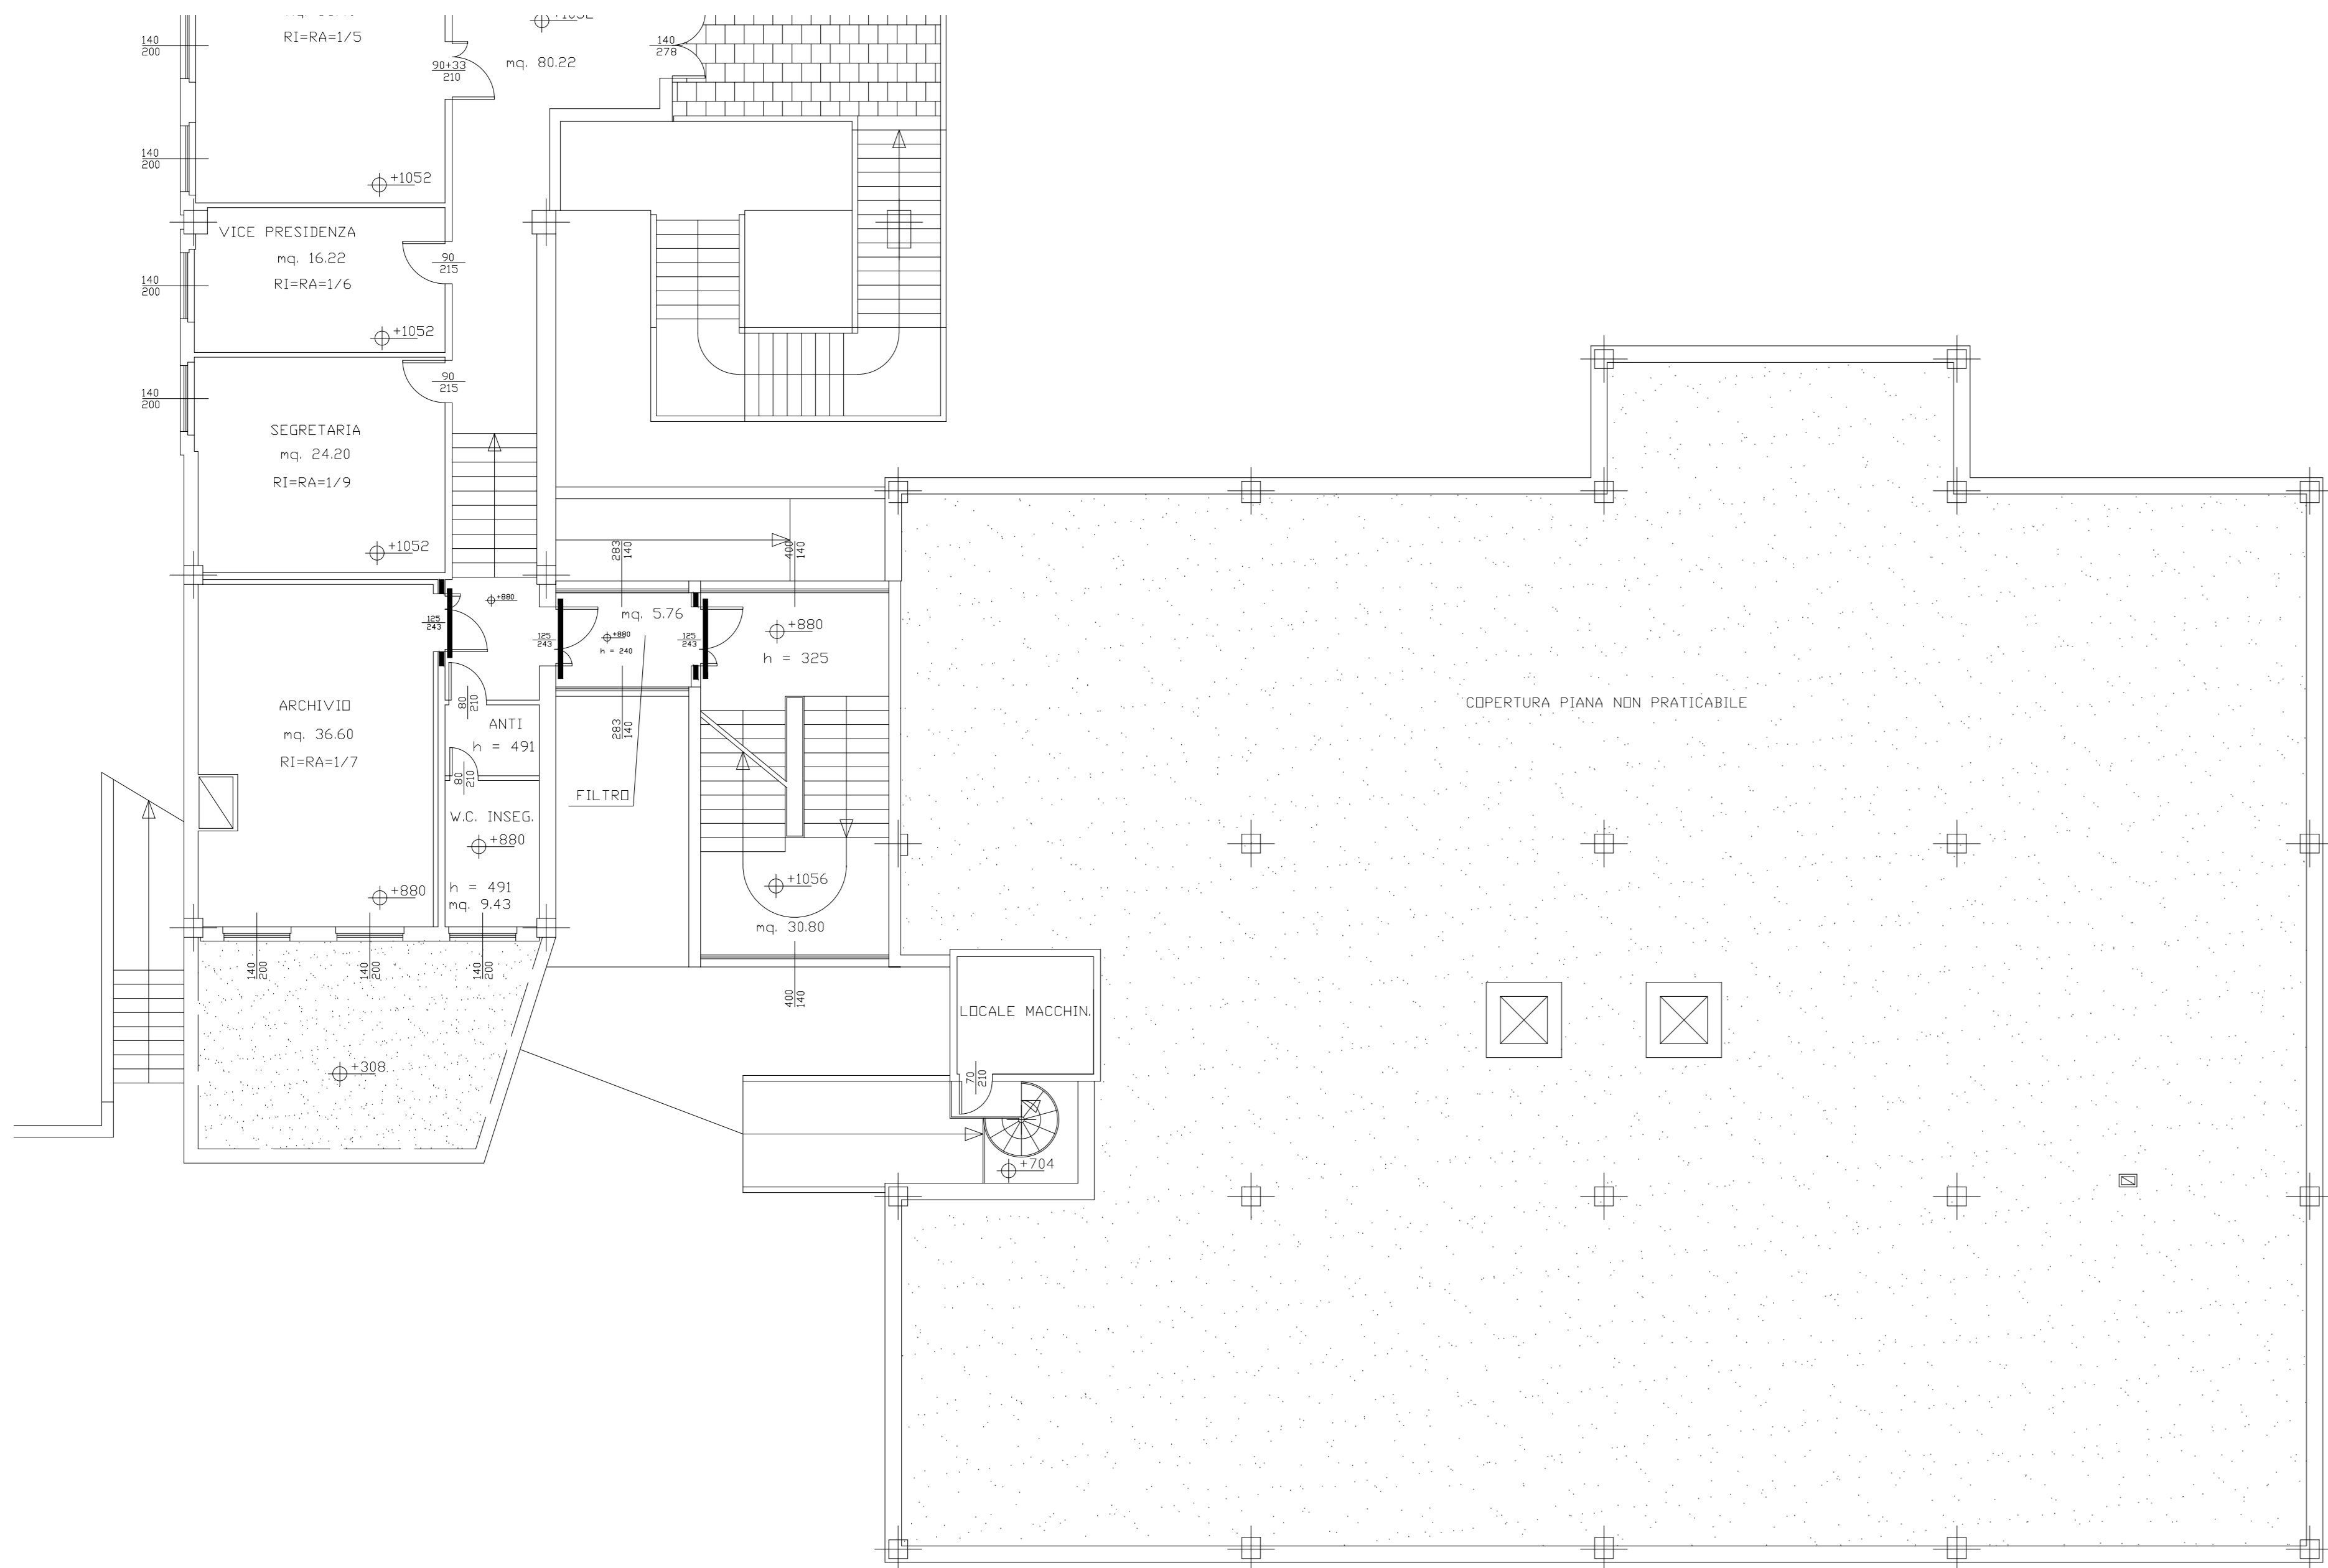 RI=RA=1/5
140
200
90+33
210
mq. 80.22
140
278
140
200
+1052
VICE PRESIDENZA
mq. 16.22
RI=RA=1/6
90
215
140
200
+1052
90
215
140
200
SEGRETARIA
mq. 24.20
RI=RA=1/9
+1052
283
140
400
140
+880
125
243
125
243
+880
h = 240
mq. 5.76
125
243
+880
h = 325
ARCHIVIO
mq. 36.60
RI=RA=1/7
80
210
ANTI
h = 491
80
210
283
140
COPERTURA PIANA NON PRATICABILE
FILTRO
W.C. INSEG.
+880
+880
h = 491
mq. 9.43
+1056
mq. 30.80
140
200
140
200
140
200
400
140
LOCALE MACCHIN.
+308
70
210
+704